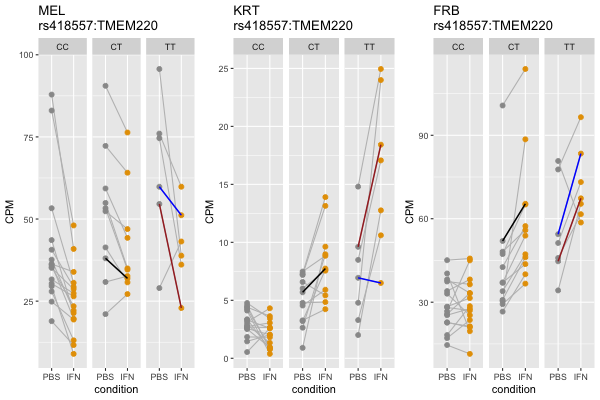 MEL
rs418557:TMEM220
CC
CT
TT
CPM
100
75
50
25
PBS IFN
PBS IFN
PBS IFN
condition
KRT
rs418557:TMEM220
CC
CT
TT
CPM
25
20
15
10
5
0
PBS IFN
PBS IFN
PBS IFN
condition
FRB
rs418557:TMEM220
CC
CT
TT
CPM
90
60
30
PBS IFN
PBS IFN
PBS IFN
condition